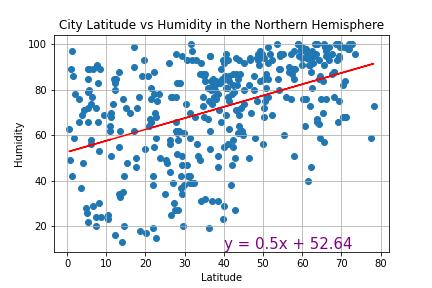 City Latitude vs Humidity in the Northern Hemisphere
100
80
60
40
20
Humidity
y = 0.5x + 52.64
0 10 20 30 40 50 60 70 80
Latitude